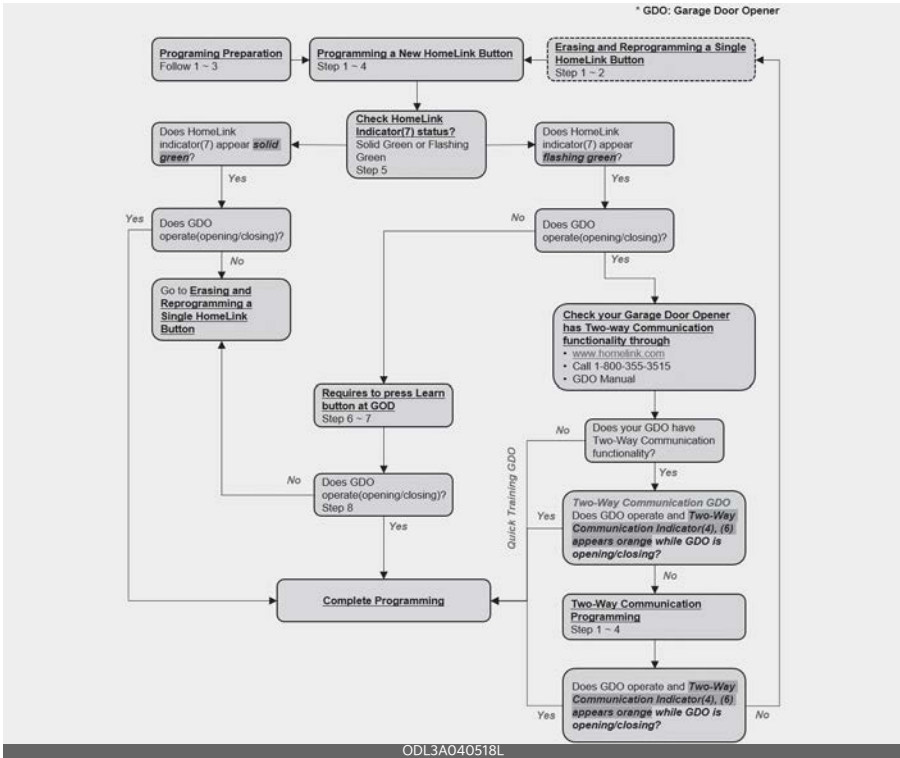 * GDO: Garage Door Opener
Programing Preparation
Follow 1 ~ 3
Programming a New HomeLink Button
Step 1 ~ 4
Erasing and Reprogramming a Single
HomeLink Button
Step 1 ~ 2
Check HomeLink
Indicator(7) status?
Solid Green or Flashing
Green
Step 5
Does HomeLink
indicator(7) appear solid
green?
Does HomeLink
indicator(7) appear
flashing green?
Yes
Yes
Yes
Does GDO
operate(opening/closing)?
No
Does GDO
operate(opening/closing)?
No
Yes
Go to Erasing and
Reprogramming a
Single HomeLink
Button
Check your Garage Door Opener
has Two-way Communication
functionality through
• www.homelink.com
• Call 1-800-355-3515
• GDO Manual
Requires to press Learn
button at GOD
Step 6 ~ 7
No
Does your GDO have
Two-Way Communication
functionality?
Yes
Quick Training GDO
No
Does GDO
operate(opening/closing)?
Step 8
Yes
Yes
Two-Way Communication GDO
Does GDO operate and Two-Way
Communication Indicator(4), (6)
appears orange while GDO is
opening/closing?
No
Complete Programming
Two-Way Communication
Programming
Step 1 ~ 4
Does GDO operate and Two-Way
Communication Indicator(4), (6)
appears orange while GDO is
opening/closing?
Yes
No
ODL3A040518L